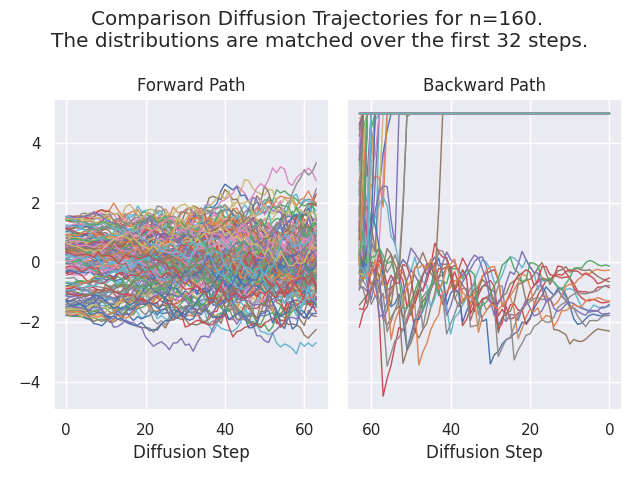 Comparison Diffusion Trajectories for n=160.
The distributions are matched over the first 32 steps.
Forward Path
Backward Path
4
2
0
−2
−4
0
20
40
60
60
40
20
0
Diffusion Step
Diffusion Step